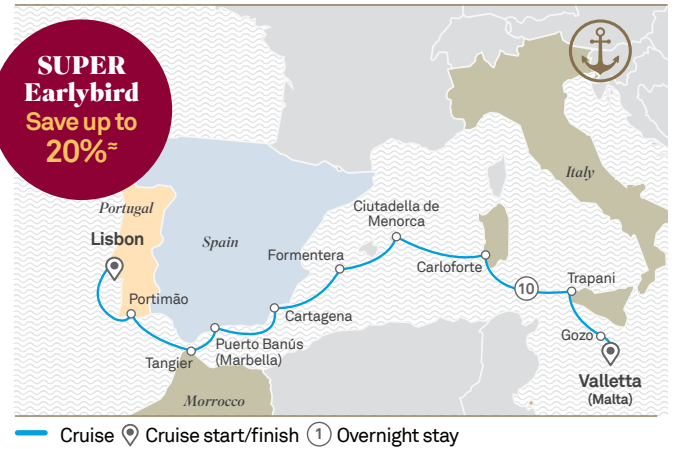 SUPER
Earlybird
Save up to
20%≈
Italy
Portugal
Ciutadella de
Menorca
Lisbon
Spain
Formentera
Carloforte
Trapani
10
Portimão
Cartagena
Gozo
Puerto Banús
(Marbella)
Tangier
Valletta
(Malta)
Morrocco
Cruise Cruise start/finish 1 Overnight stay